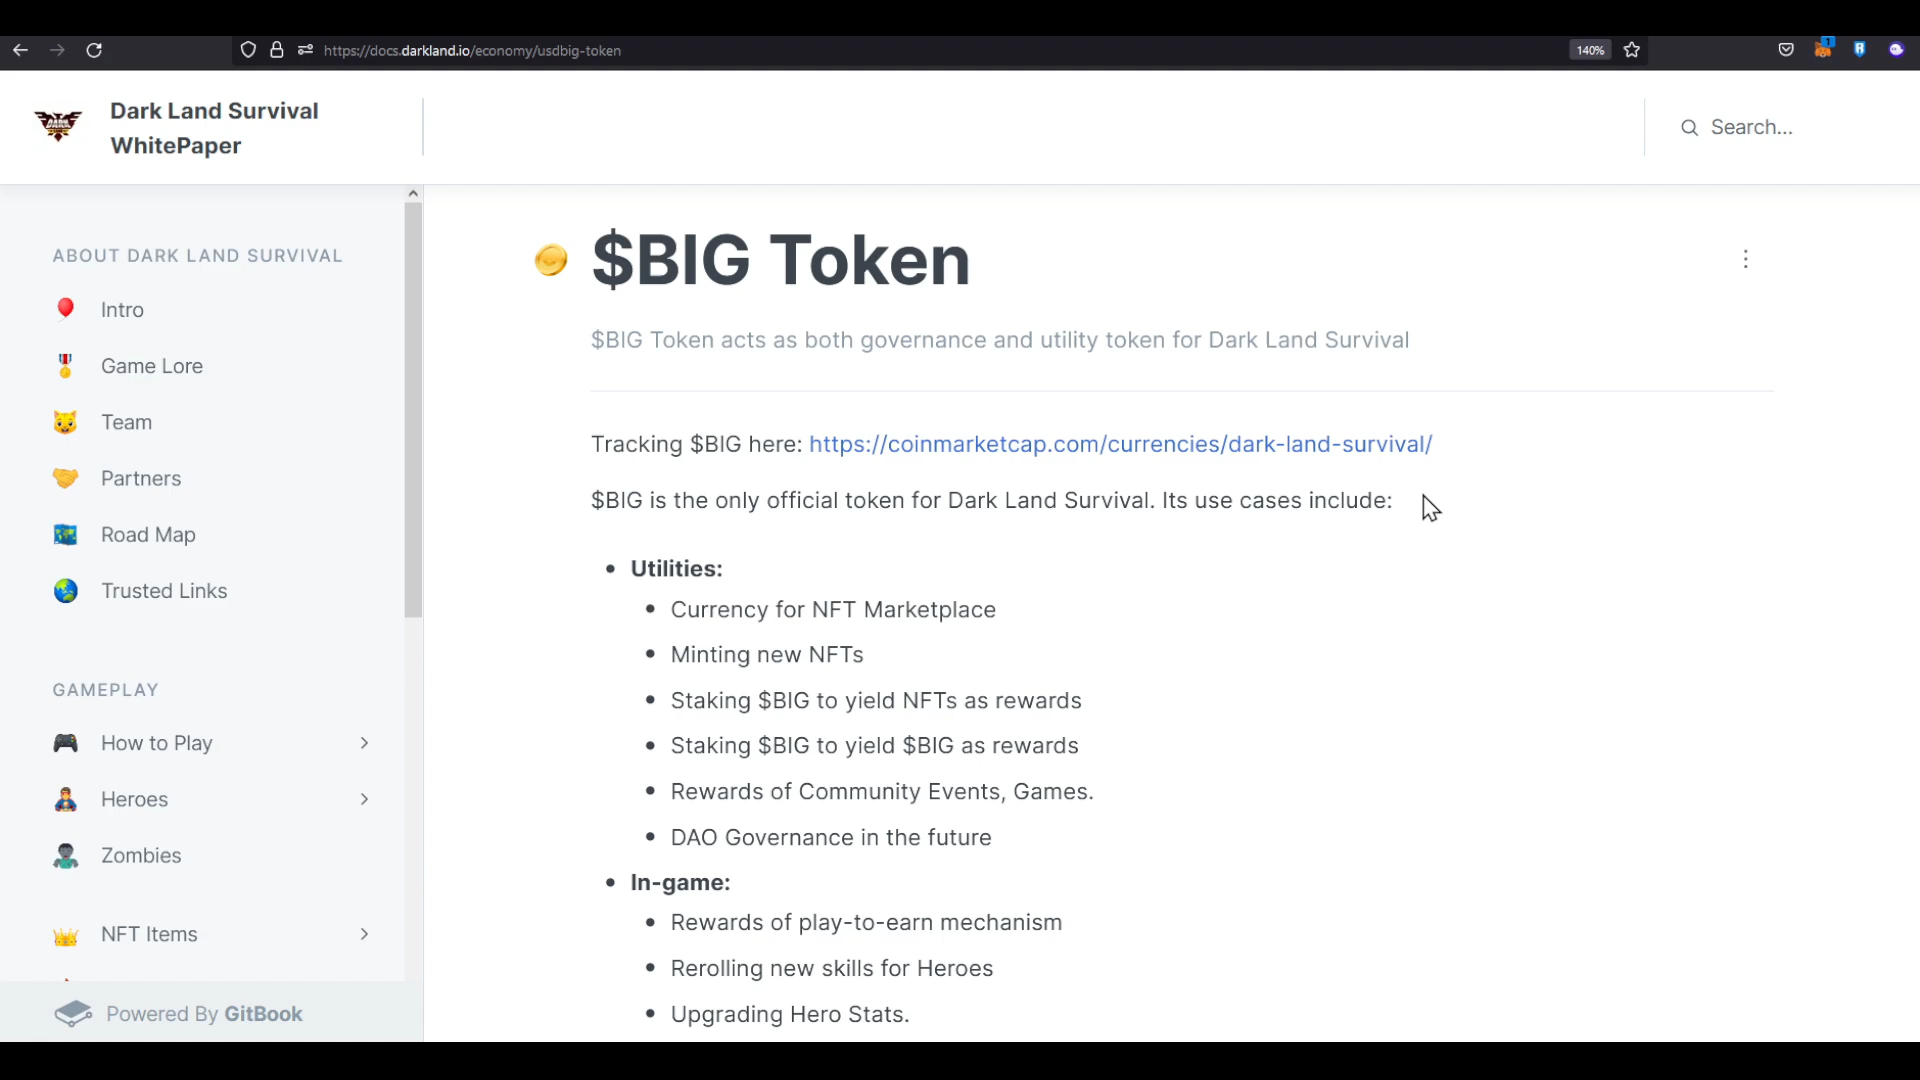 https://docs.darkland.io/economy/usdbig-token
140%
1
Dark Land Survival
WhitePaper
Search...
ABOUT DARK LAND SURVIVAL
Intro
Game Lore
Team
Partners
Road Map
Trusted Links
GAMEPLAY
How to Play
Heroes
Zombies
NFT Items
Powered By GitBook
$BIG Token
$BIG Token acts as both governance and utility token for Dark Land Survival
Tracking $BIG here: https://coinmarketcap.com/currencies/dark-land-survival/
$BIG is the only official token for Dark Land Survival. Its use cases include:
• Utilities:
• Currency for NFT Marketplace
• Minting new NFTs
• Staking $BIG to yield NFTs as rewards
• Staking $BIG to yield $BIG as rewards
• Rewards of Community Events, Games.
• DAO Governance in the future
• In-game:
• Rewards of play-to-earn mechanism
• Rerolling new skills for Heroes
• Upgrading Hero Stats.